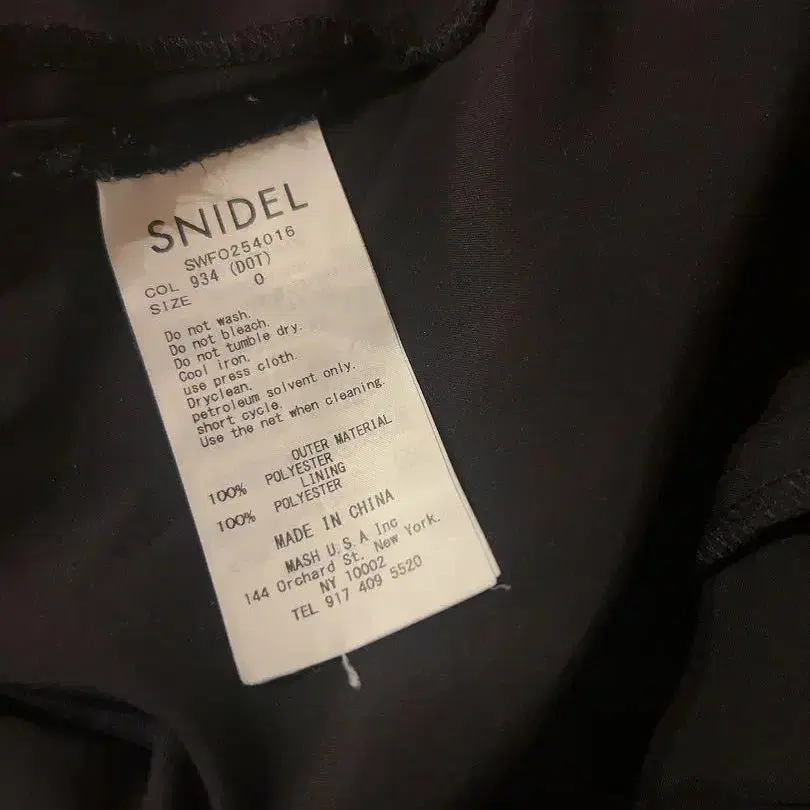 SNIDEL
SWFO254016
COL 934 (DOT)
SIZE 0
Do not wash.
Do not bleach.
Do not tumble dry.
Cool iron.
use press cloth.
Dryclean.
petroleum solvent only.
short cycle.
Use the net when cleaning.
OUTER MATERIAL
100% POLYESTER
LINING
100% POLYESTER
MADE IN CHINA
MASH U.S.A Inc
144 Orchard St. New York.
NY 10002
TEL 917 409 5520